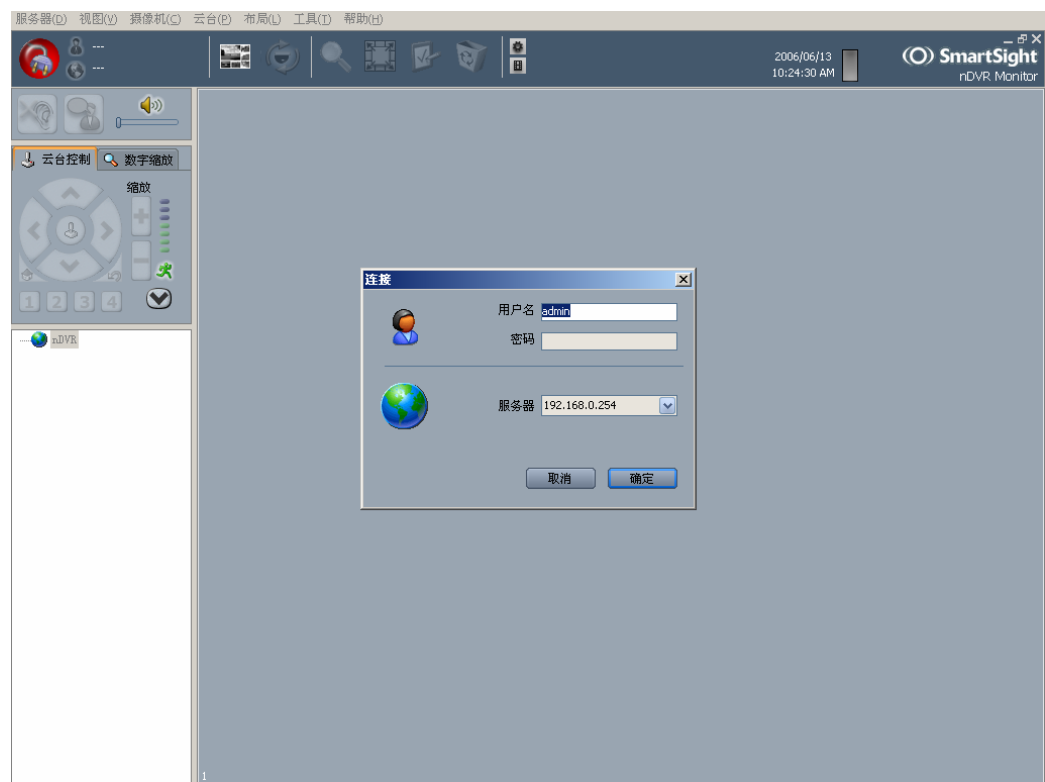 服务器(D) 视图(V) 摄像机(C) 云台(P) 布局(L) 工具(T) 帮助(H)
---
---
2006/06/13
10:24:30 AM
SmartSight
nDVR Monitor
云台控制 数字缩放
缩放
1 2 3 4
nDVR
连接
用户名 admin
密码
服务器 192.168.0.254
取消 确定
1